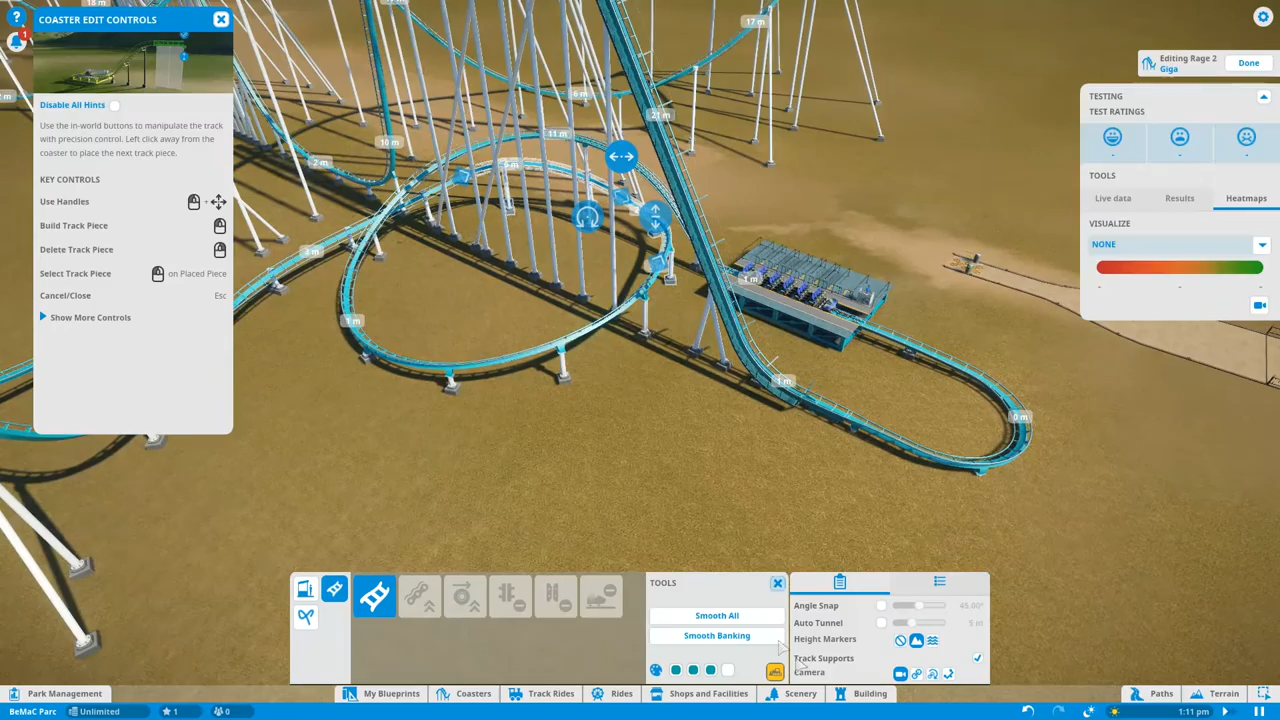 18 m
COASTER EDIT CONTROLS
?
1
17 m
Editing Rage 2
Giga
Done
2 m
6 m
TESTING
TEST RATINGS
Disable All Hints
21 m
Use the in-world buttons to manipulate the track
with precision control. Left click away from the
coaster to place the next track piece.
11 m
10 m
2 m
-
-
-
KEY CONTROLS
TOOLS
Use Handles
+
Live data
Results
Heatmaps
Build Track Piece
VISUALIZE
Delete Track Piece
3 m
NONE
Select Track Piece
on Placed Piece
1 m
-
-
-
Cancel/Close
Esc
Show More Controls
1 m
0 m
TOOLS
Angle Snap
45.00°
Smooth All
Auto Tunnel
5 m
Smooth Banking
Height Markers
Track Supports
Camera
Park Management
My Blueprints
Coasters
Track Rides
Rides
Shops and Facilities
Scenery
Building
Paths
Terrain
BeMaC Parc
Unlimited
1
0
1:11 pm